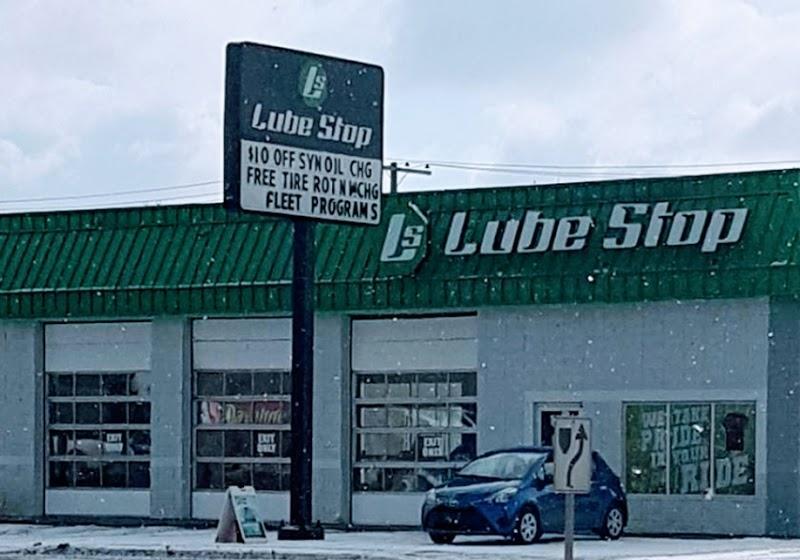 Ls
Lube Stop
$10 OFF SYN OIL CHG
FREE TIRE ROT N MCHG
FLEET PROGRAMS
Ls Lube Stop
EXIT
EXIT
ONLY
EXIT
ONLY
WE TAKE
PRIDE
IN YOUR
RIDE